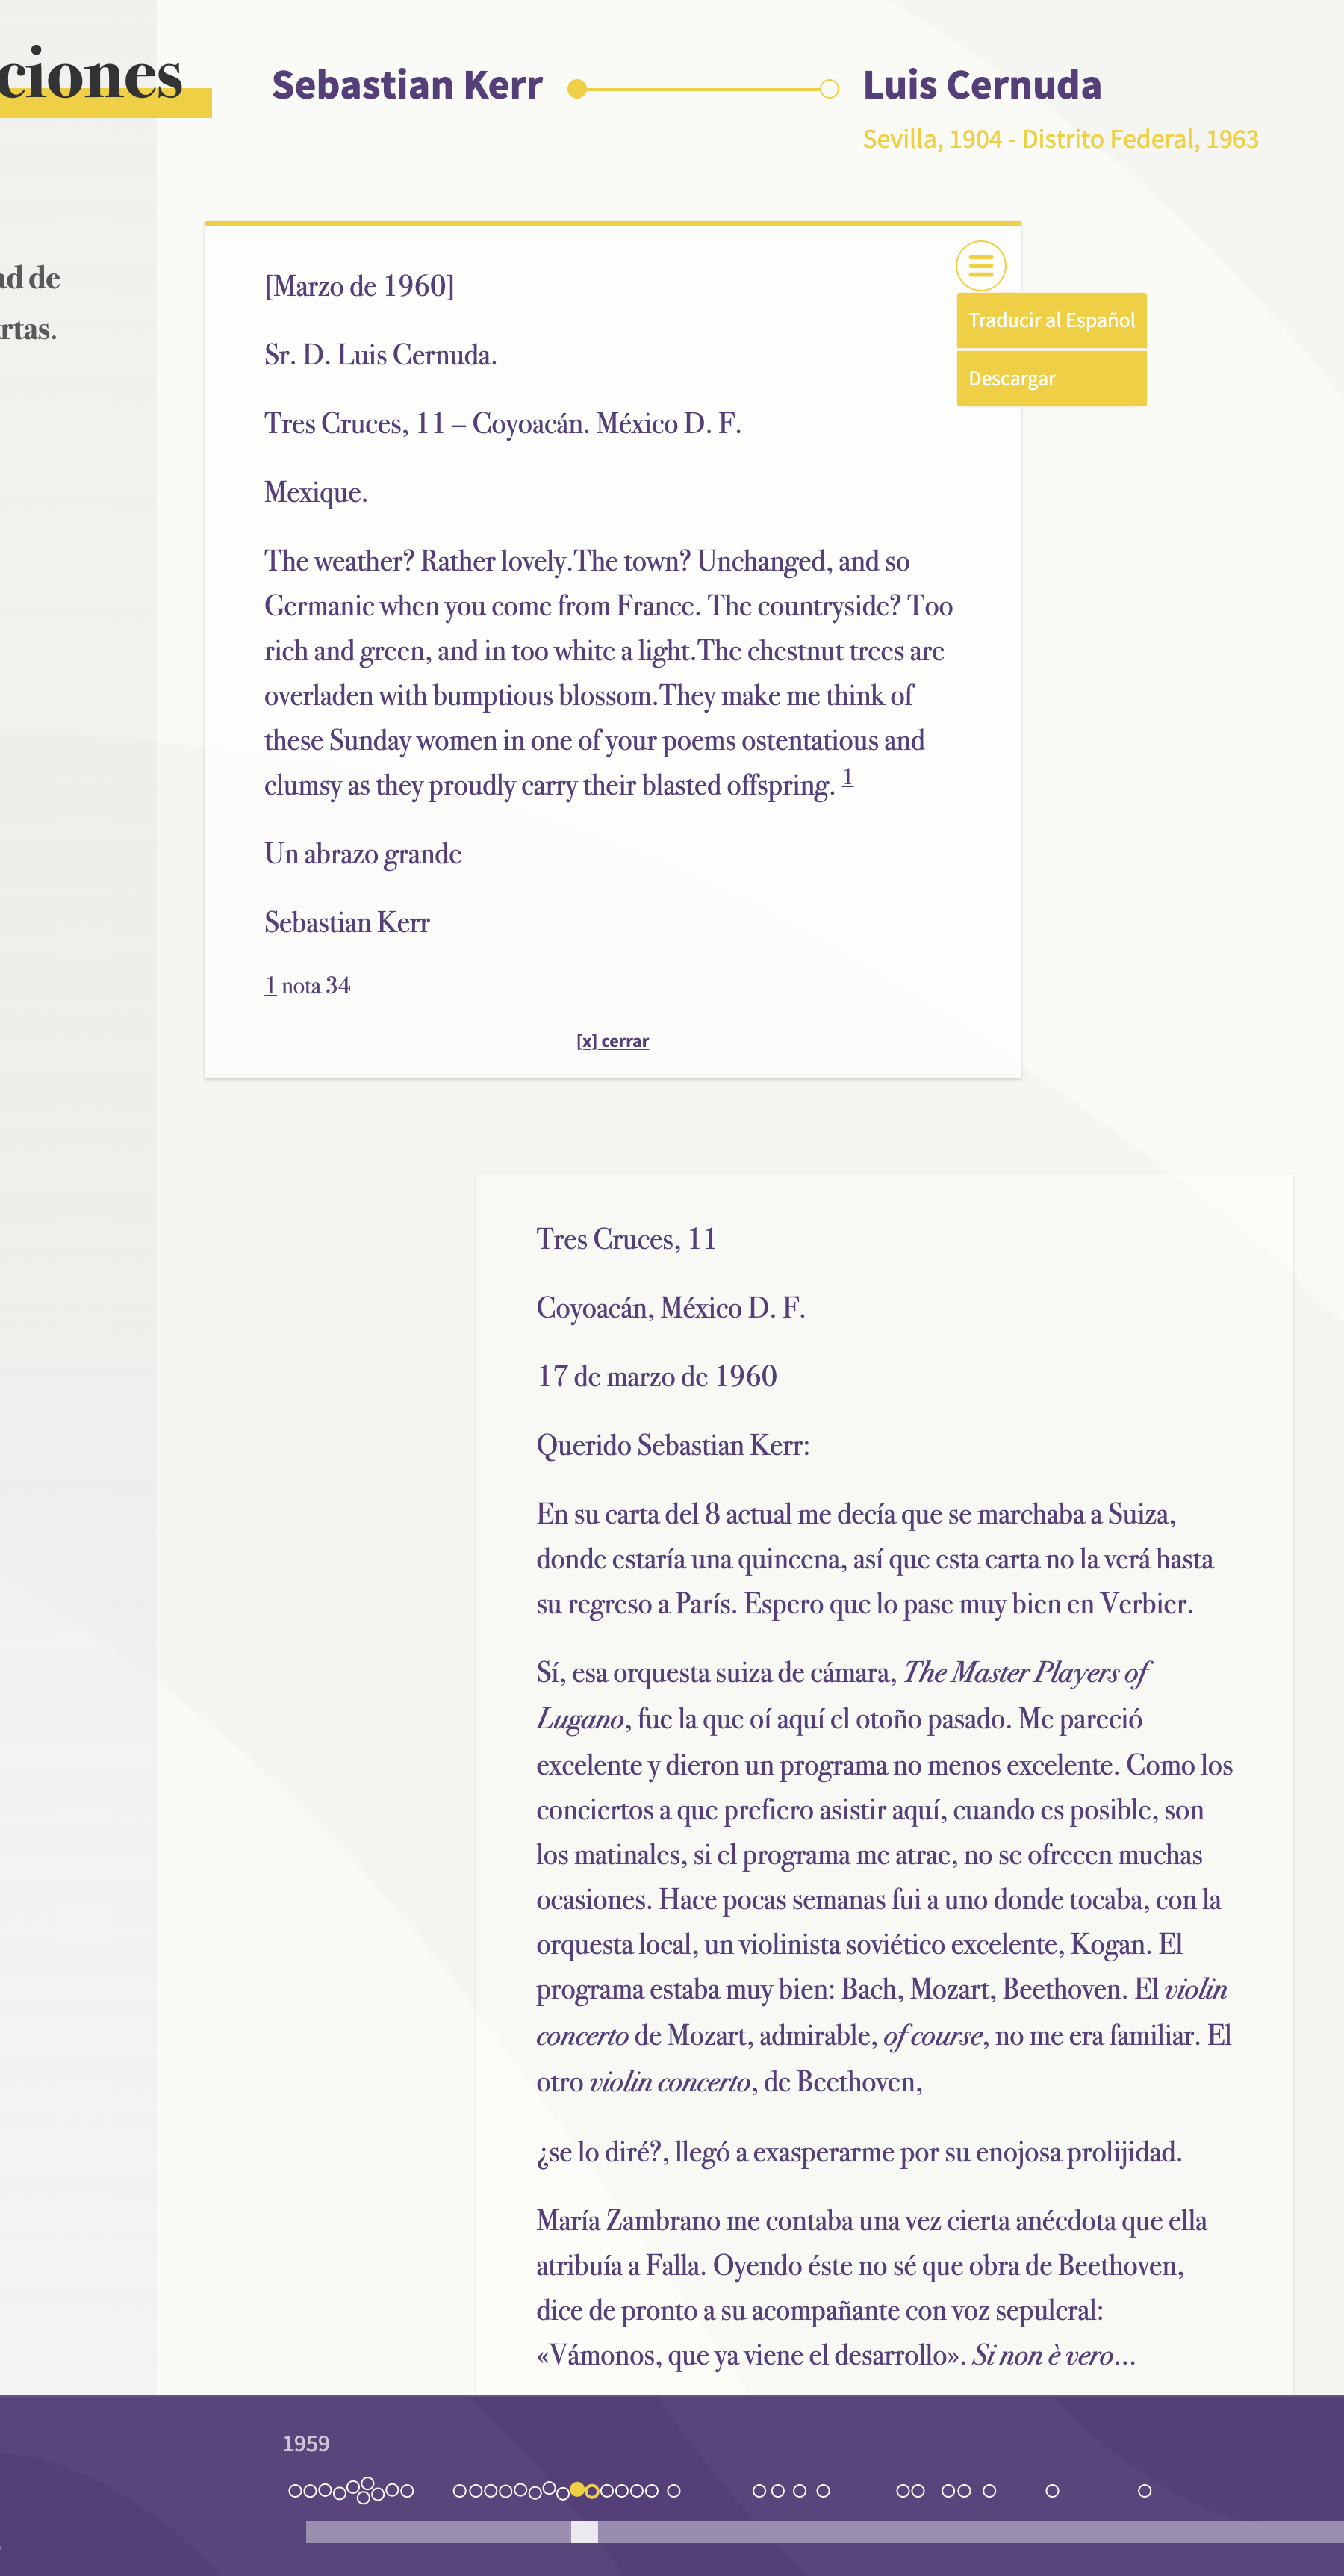 ciones
Sebastian Kerr
Luis Cernuda
Sevilla, 1904 - Distrito Federal, 1963
ad de
rtas.
[Marzo de 1960]
Traducir al Español
Sr. D. Luis Cernuda.
Descargar
Tres Cruces, 11 – Coyoacán. México D. F.
Mexique.
The weather? Rather lovely.The town? Unchanged, and so
Germanic when you come from France. The countryside? Too
rich and green, and in too white a light.The chestnut trees are
overladen with bumptious blossom.They make me think of
these Sunday women in one of your poems ostentatious and
clumsy as they proudly carry their blasted offspring. 1
Un abrazo grande
Sebastian Kerr
1 nota 34
[x] cerrar
Tres Cruces, 11
Coyoacán, México D. F.
17 de marzo de 1960
Querido Sebastian Kerr:
En su carta del 8 actual me decía que se marchaba a Suiza,
donde estaría una quincena, así que esta carta no la verá hasta
su regreso a París. Espero que lo pase muy bien en Verbier.
Sí, esa orquesta suiza de cámara, The Master Players of
Lugano, fue la que oí aquí el otoño pasado. Me pareció
excelente y dieron un programa no menos excelente. Como los
conciertos a que prefiero asistir aquí, cuando es posible, son
los matinales, si el programa me atrae, no se ofrecen muchas
ocasiones. Hace pocas semanas fui a uno donde tocaba, con la
orquesta local, un violinista soviético excelente, Kogan. El
programa estaba muy bien: Bach, Mozart, Beethoven. El violin
concerto de Mozart, admirable, of course, no me era familiar. El
otro violin concerto, de Beethoven,
¿se lo diré?, llegó a exasperarme por su enojosa prolijidad.
María Zambrano me contaba una vez cierta anécdota que ella
atribuía a Falla. Oyendo éste no sé que obra de Beethoven,
dice de pronto a su acompañante con voz sepulcral:
«Vámonos, que ya viene el desarrollo». Si non è vero...
1959